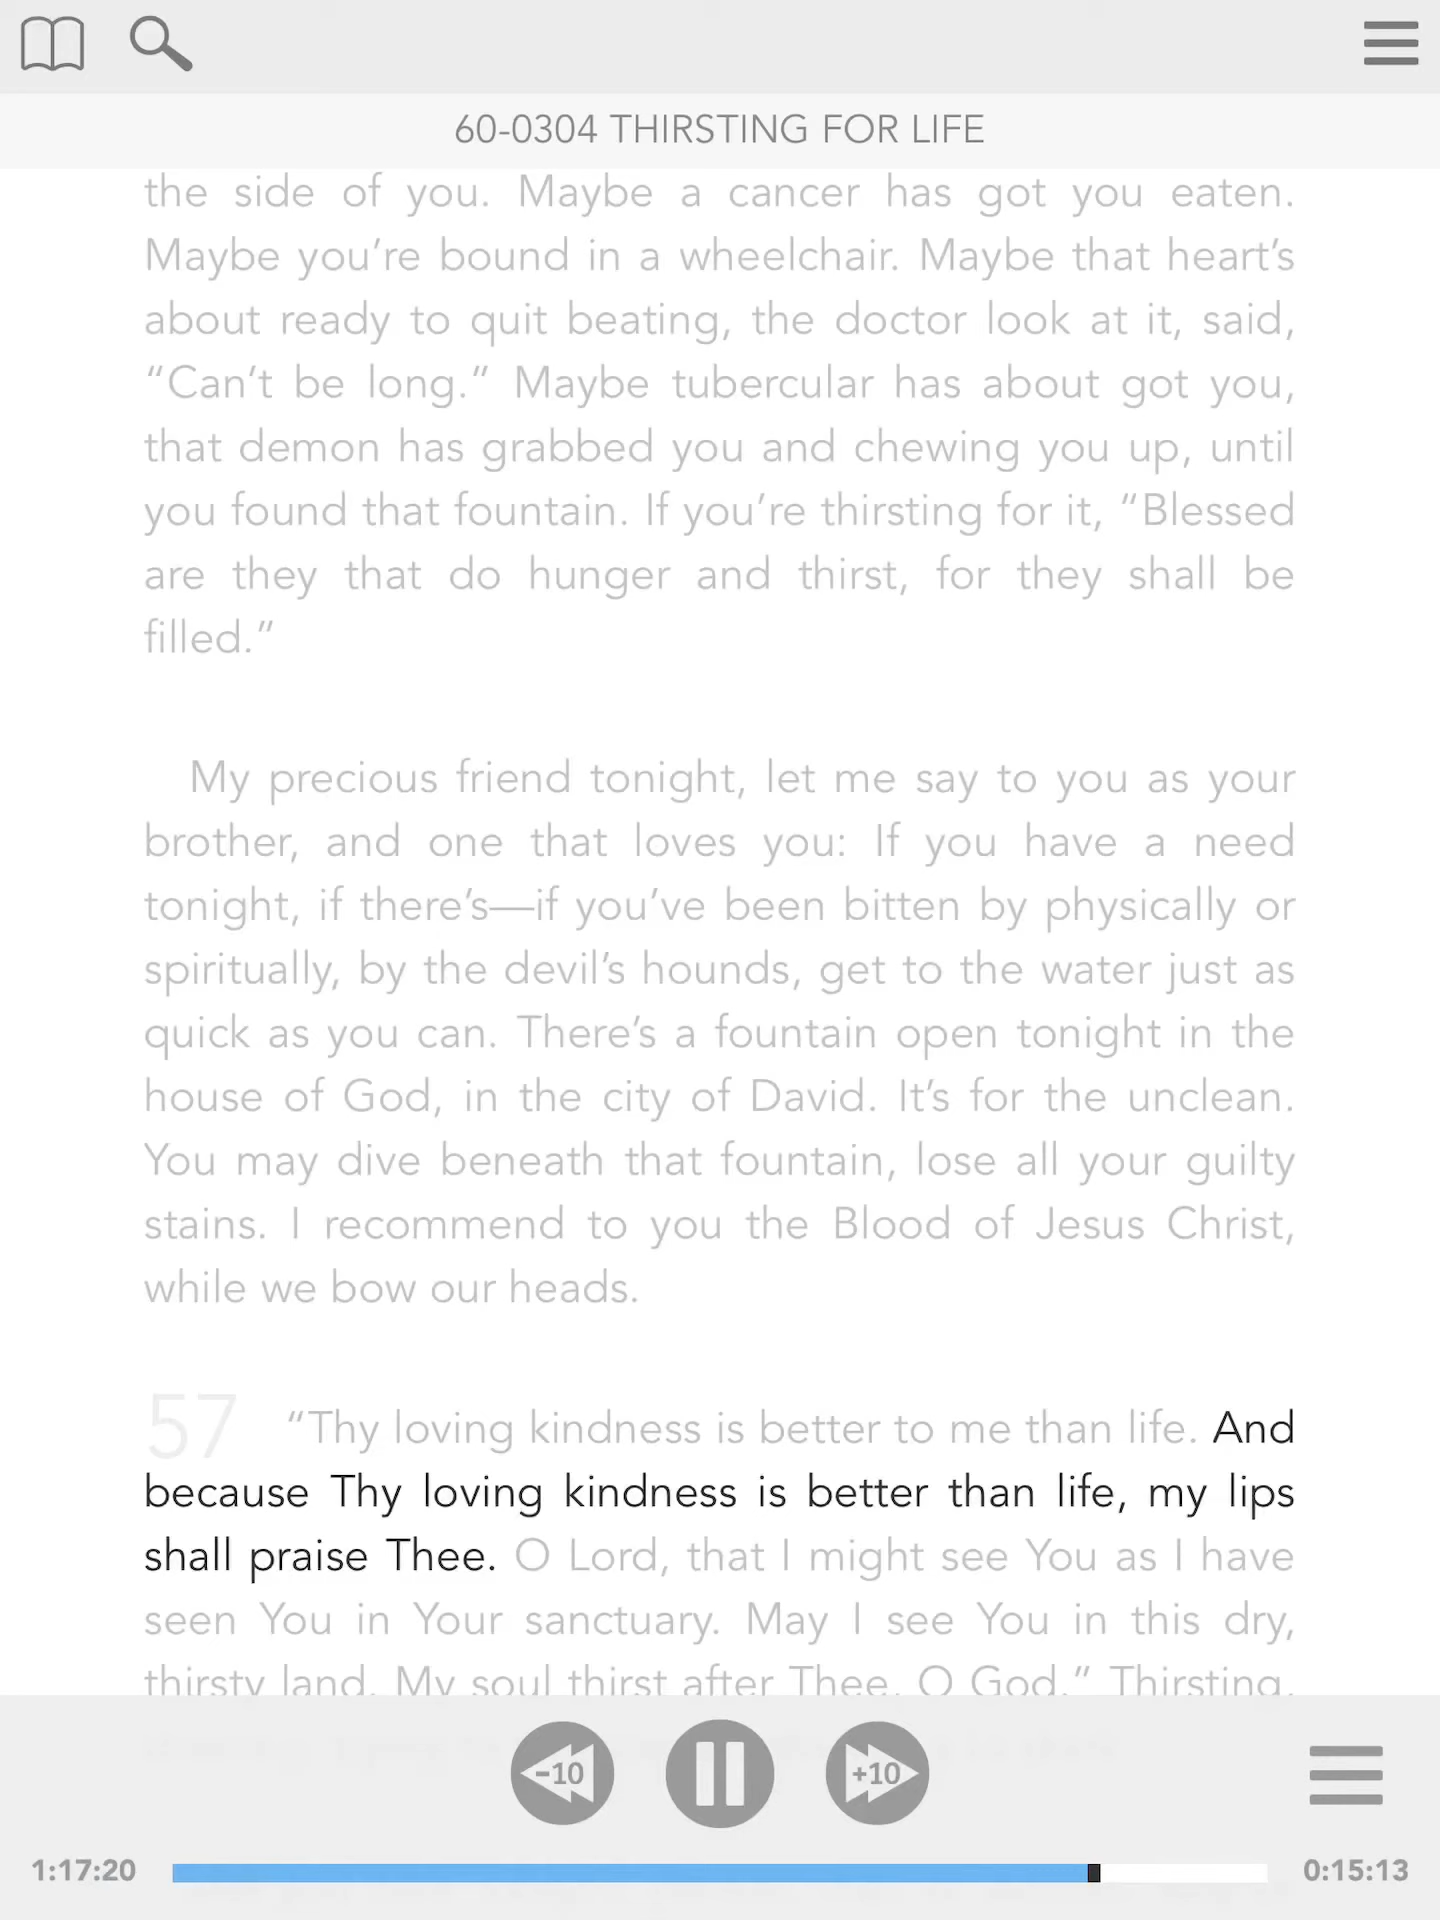 60-0304 THIRSTING FOR LIFE
the side of you. Maybe a cancer has got you eaten.
Maybe you’re bound in a wheelchair. Maybe that heart’s
about ready to quit beating, the doctor look at it, said,
“Can’t be long.” Maybe tubercular has about got you,
that demon has grabbed you and chewing you up, until
you found that fountain. If you’re thirsting for it, “Blessed
are they that do hunger and thirst, for they shall be
filled.”
My precious friend tonight, let me say to you as your
brother, and one that loves you: If you have a need
tonight, if there’s—if you’ve been bitten by physically or
spiritually, by the devil’s hounds, get to the water just as
quick as you can. There’s a fountain open tonight in the
house of God, in the city of David. It’s for the unclean.
You may dive beneath that fountain, lose all your guilty
stains. I recommend to you the Blood of Jesus Christ,
while we bow our heads.
57 “Thy loving kindness is better to me than life. And
because Thy loving kindness is better than life, my lips
shall praise Thee. O Lord, that I might see You as I have
seen You in Your sanctuary. May I see You in this dry,
thirsty land. My soul thirst after Thee, O God.” Thirsting,
-10 +10
1:17:20 0:15:13